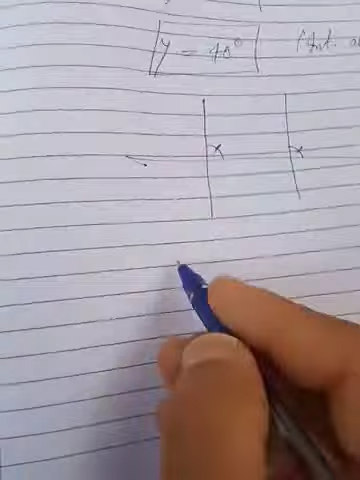 y = 40°
x x